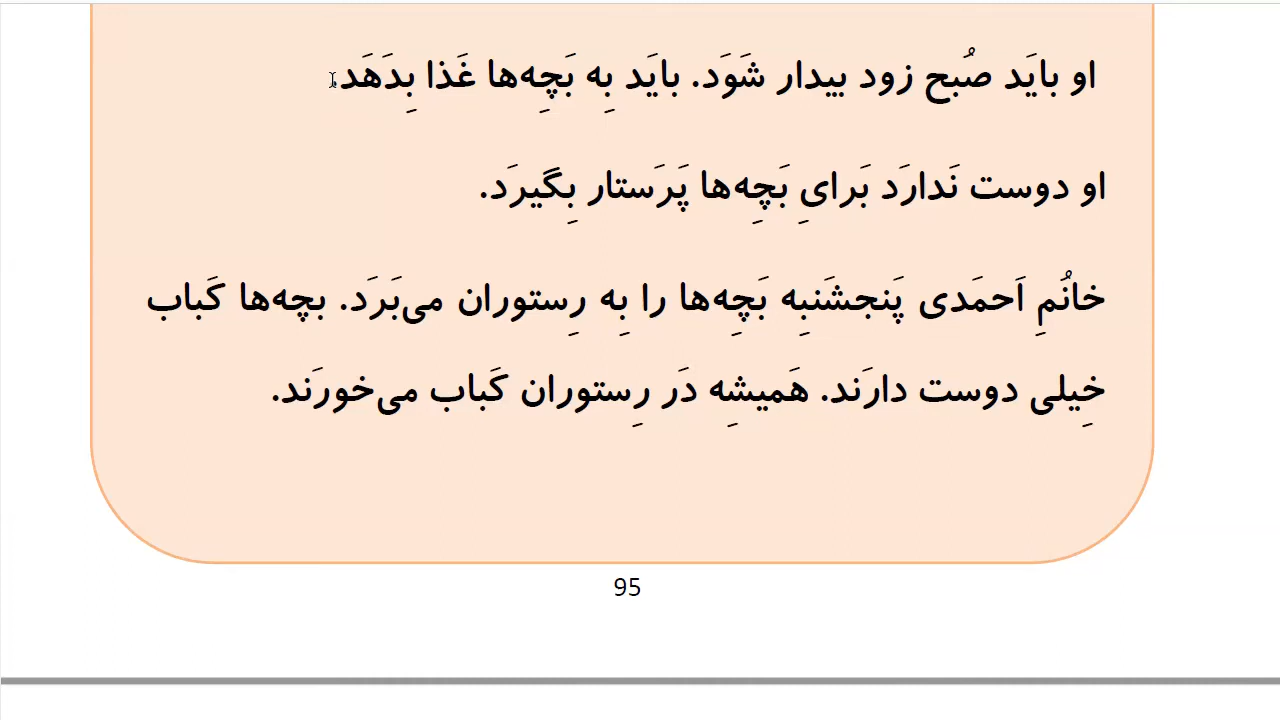 او بایَد صُبح زود بیدار شَوَد. بایَد بِه بَچِه‌ها غَذا بِدَهَد.
او دوست نَدارَد بَرایِ بَچِه‌ها پَرَستار بِگیرَد.
خانُمِ اَحمَدی پَنجشَنبِه بَچِه‌ها را بِه رِستوران می‌بَرَد. بچه‌ها کَباب
خِیلی دوست دارَند. هَمیشِه دَر رِستوران کَباب می‌خورَند.
95